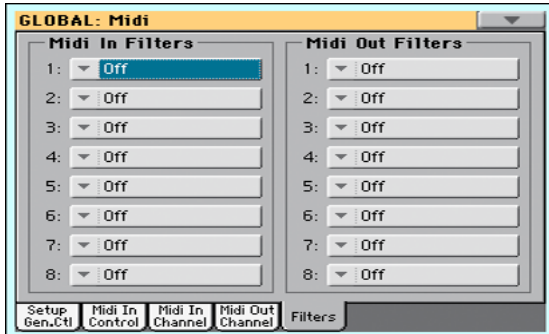 GLOBAL: Midi
Midi In Filters
1: Off
2: Off
3: Off
4: Off
5: Off
6: Off
7: Off
8: Off
Midi Out Filters
1: Off
2: Off
3: Off
4: Off
5: Off
6: Off
7: Off
8: Off
Setup Gen.Ctl
Midi In Control
Midi In Channel
Midi Out Channel
Filters